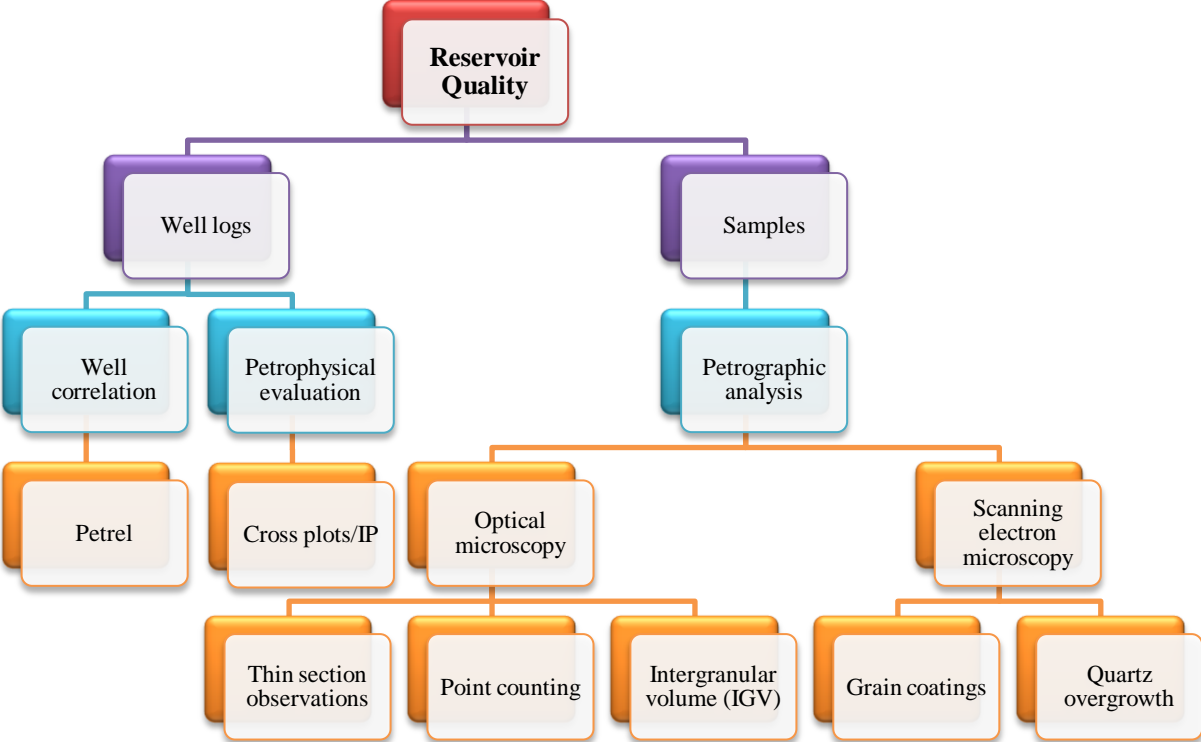 Reservoir
Quality
Well logs
Samples
Well
correlation
Petrophysical
evaluation
Petrographic
analysis
Petrel
Cross plots/IP
Optical
microscopy
Scanning
electron
microscopy
Thin section
observations
Point counting
Intergranular
volume (IGV)
Grain coatings
Quartz
overgrowth